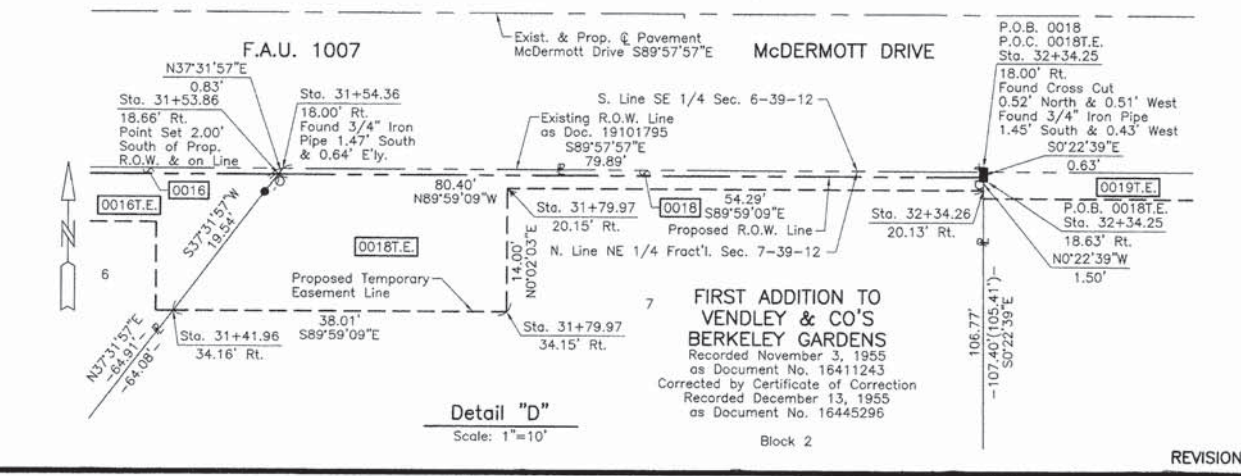 Exist. & Prop. ℄ Pavement
McDermott Drive S89°57'57"E
F.A.U. 1007
McDERMOTT DRIVE
N37°31'57"E
0.83'
Sta. 31+53.86
18.66' Rt.
Point Set 2.00'
South of Prop.
R.O.W. & on Line
Sta. 31+54.36
18.00' Rt.
Found 3/4" Iron
Pipe 1.47' South
& 0.64' E'ly.
S. Line SE 1/4 Sec. 6-39-12
Existing R.O.W. Line
as Doc. 19101795
S89°57'57"E
79.89'
P.O.B. 0018
P.O.C. 0018T.E.
Sta. 32+34.25
18.00' Rt.
Found Cross Cut
0.52' North & 0.51' West
Found 3/4" Iron Pipe
1.45' South & 0.43' West
S0°22'39"E
0.63'
0016
0016T.E.
80.40'
N89°59'09"W
54.29'
0018
S89°59'09"E
Proposed R.O.W. Line
0019T.E.
P.O.B. 0018T.E.
Sta. 32+34.25
18.63' Rt.
N0°22'39"W
1.50'
Sta. 32+34.26
20.13' Rt.
Sta. 31+79.97
20.15' Rt.
N. Line NE 1/4 Fract'l. Sec. 7-39-12
S37°31'57"W
19.54'
0018T.E.
14.00'
N0°02'03"E
N
6
Proposed Temporary
Easement Line
7
38.01'
S89°59'09"E
Sta. 31+41.96
34.16' Rt.
Sta. 31+79.97
34.15' Rt.
N37°31'57"E
-64.91'-
-64.08'-
FIRST ADDITION TO
VENDLEY & CO'S
BERKELEY GARDENS
Recorded November 3, 1955
as Document No. 16411243
Corrected by Certificate of Correction
Recorded December 13, 1955
as Document No. 16445296
Block 2
106.77'
-107.40'(105.41')-
S0°22'39"E
Detail "D"
Scale: 1"=10'
REVISION